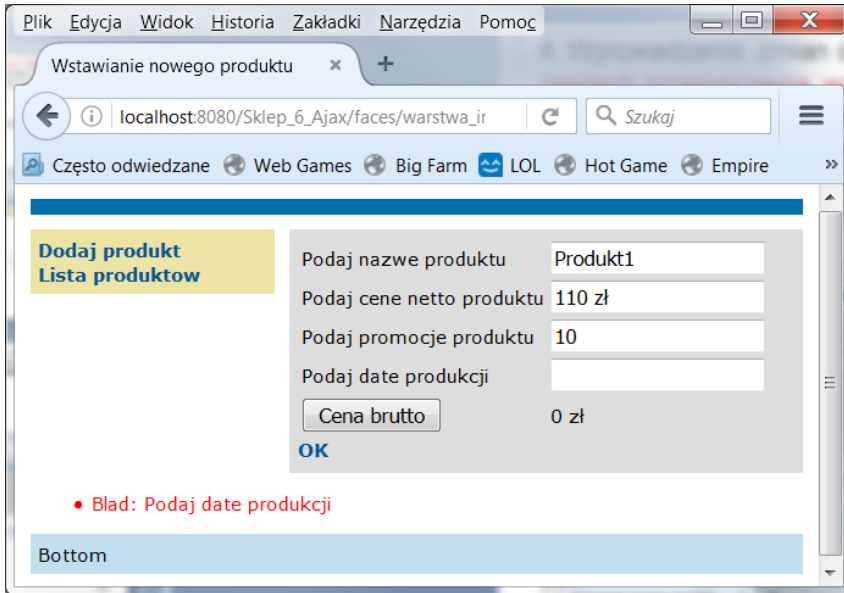 Plik Edycja Widok Historia Zakładki Narzędzia Pomoc
4. Wprowadzenie zmian d
Wstawianie nowego produktu × +
localhost:8080/Sklep_6_Ajax/faces/warstwa_ir
Szukaj
Często odwiedzane Web Games Big Farm LOL Hot Game Empire »
Dodaj produkt
Lista produktow
Podaj nazwe produktu Produkt1
Podaj cene netto produktu 110 zł
Podaj promocje produktu 10
Podaj date produkcji
Cena brutto 0 zł
OK
• Blad: Podaj date produkcji
Bottom